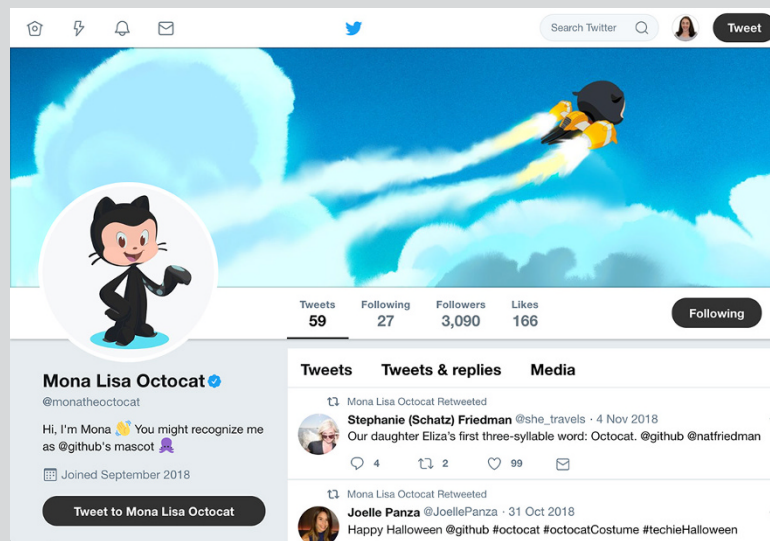 Search Twitter
Tweet
Tweets Following Followers Likes
59 27 3,090 166
Following
Mona Lisa Octocat
@monatheoctocat
Hi, I'm Mona 👋 You might recognize me
as @github's mascot 🐙
Joined September 2018
Tweet to Mona Lisa Octocat
Tweets Tweets & replies Media
Mona Lisa Octocat Retweeted
Stephanie (Schatz) Friedman @she_travels · 4 Nov 2018
Our daughter Eliza's first three-syllable word: Octocat. @github @natfriedman
4 2 99
Mona Lisa Octocat Retweeted
Joelle Panza @JoellePanza · 31 Oct 2018
Happy Halloween @github #octocat #octocatCostume #techieHalloween